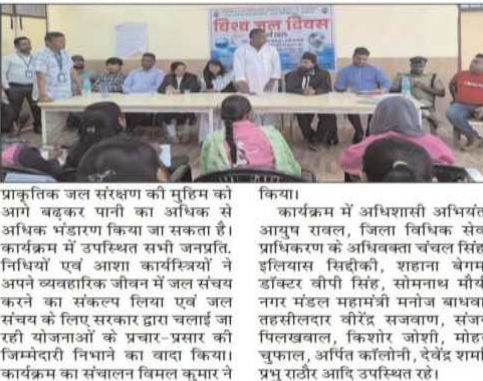 विश्व जल दिवस
प्राकृतिक जल संरक्षण की मुहिम को
आगे बढ़कर पानी का अधिक से
अधिक भंडारण किया जा सकता है।
कार्यक्रम में उपस्थित सभी जनप्रति.
निधियों एवं आशा कार्यस्त्रियों ने
अपने व्यवहारिक जीवन में जल संचय
करने का संकल्प लिया एवं जल
संचय के लिए सरकार द्वारा चलाई जा
रही योजनाओं के प्रचार-प्रसार की
जिम्मेदारी निभाने का वादा किया।
कार्यक्रम का संचालन विमल कुमार ने
किया।
कार्यक्रम में अधिशासी अभियंत
आयुष रावल, जिला विधिक सेव
प्राधिकरण के अधिवक्ता चंचल सिंह
इलियास सिद्दीकी, शहाना बेगम
डॉक्टर वीपी सिंह, सोमनाथ मौर्य
नगर मंडल महामंत्री मनोज बाधवा
तहसीलदार वीरेंद्र सजवाण, संजय
पिलखवाल, किशोर जोशी, मोहन
चुफाल, अर्पित कॉलोनी, देवेंद्र शर्मा
प्रभु राठौर आदि उपस्थित रहे।